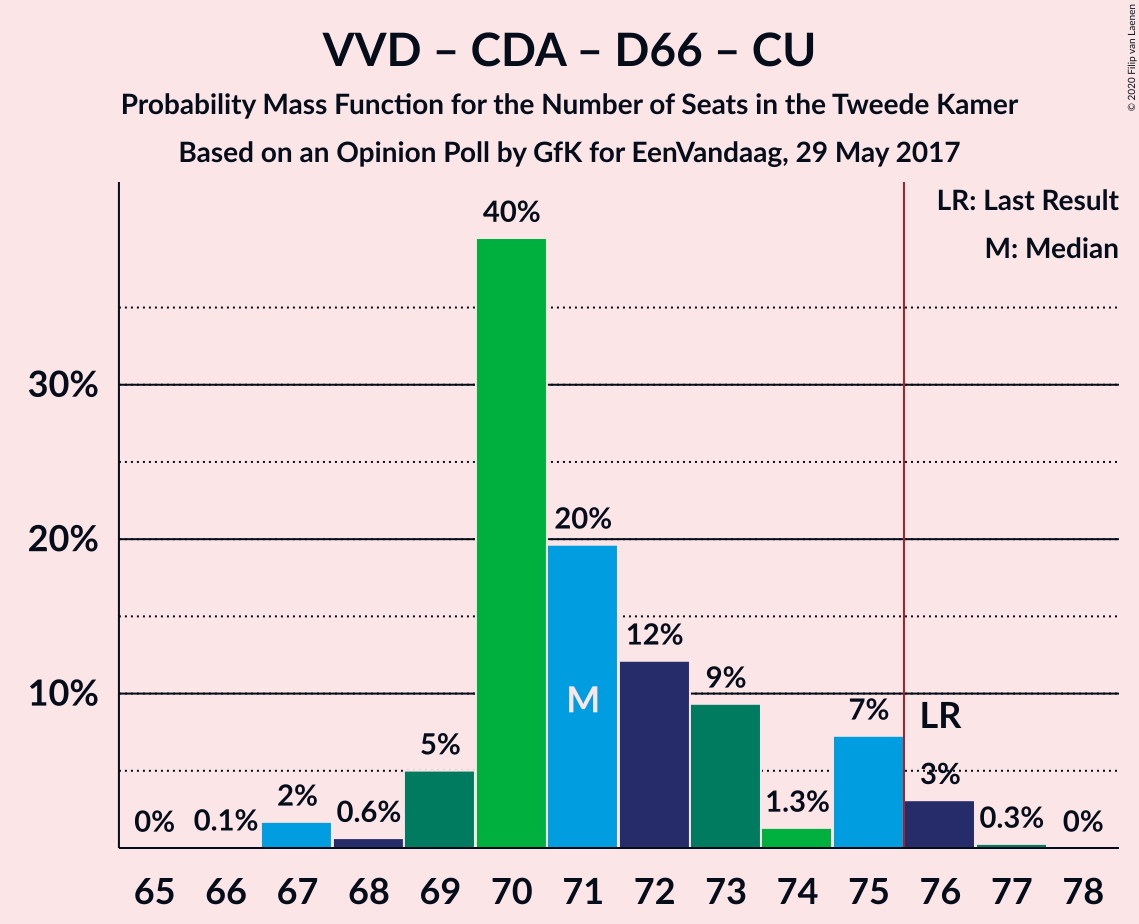 VVD – CDA – D66 – CU
Probability Mass Function for the Number of Seats in the Tweede Kamer
Based on an Opinion Poll by GfK for EenVandaag, 29 May 2017
© 2020 Filip van Laenen
LR: Last Result
M: Median
30%
20%
10%
0%
0.1%
2%
0.6%
5%
40%
20%
12%
9%
1.3%
7%
3%
0.3%
0%
M
LR
65 66 67 68 69 70 71 72 73 74 75 76 77 78